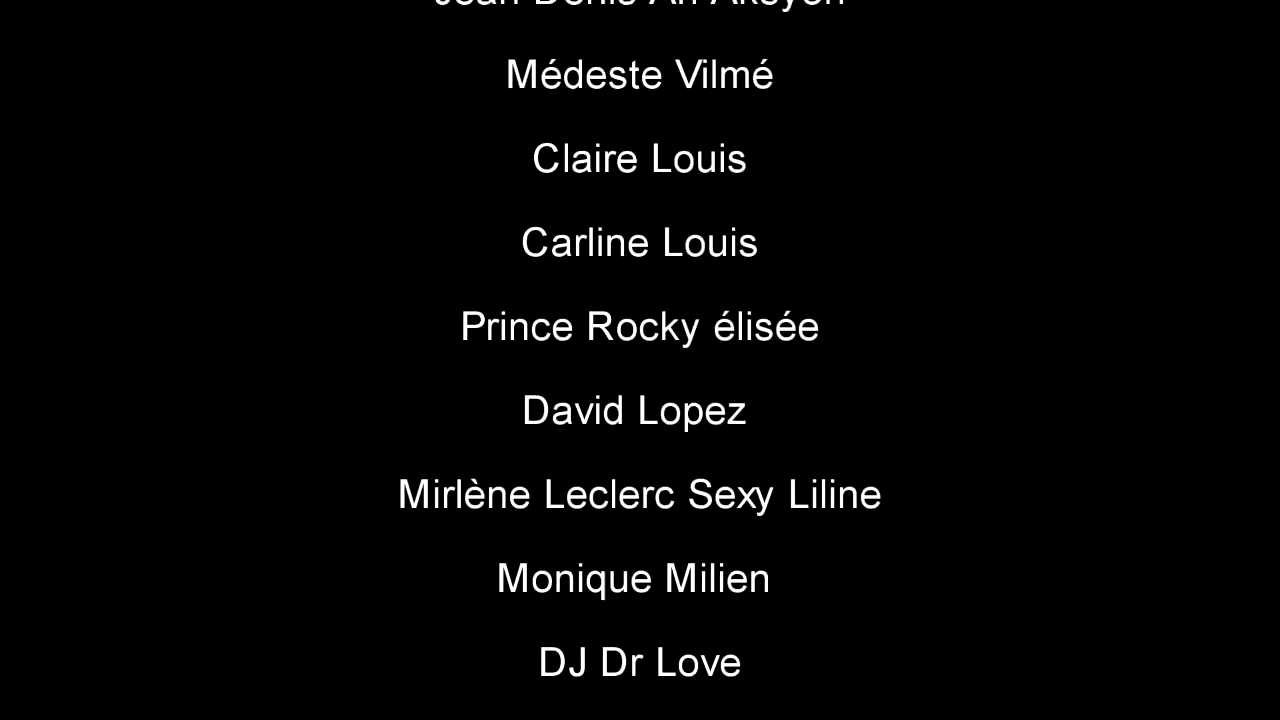 Médeste Vilmé
Claire Louis
Carline Louis
Prince Rocky élisée
David Lopez
Mirlène Leclerc Sexy Liline
Monique Milien
DJ Dr Love